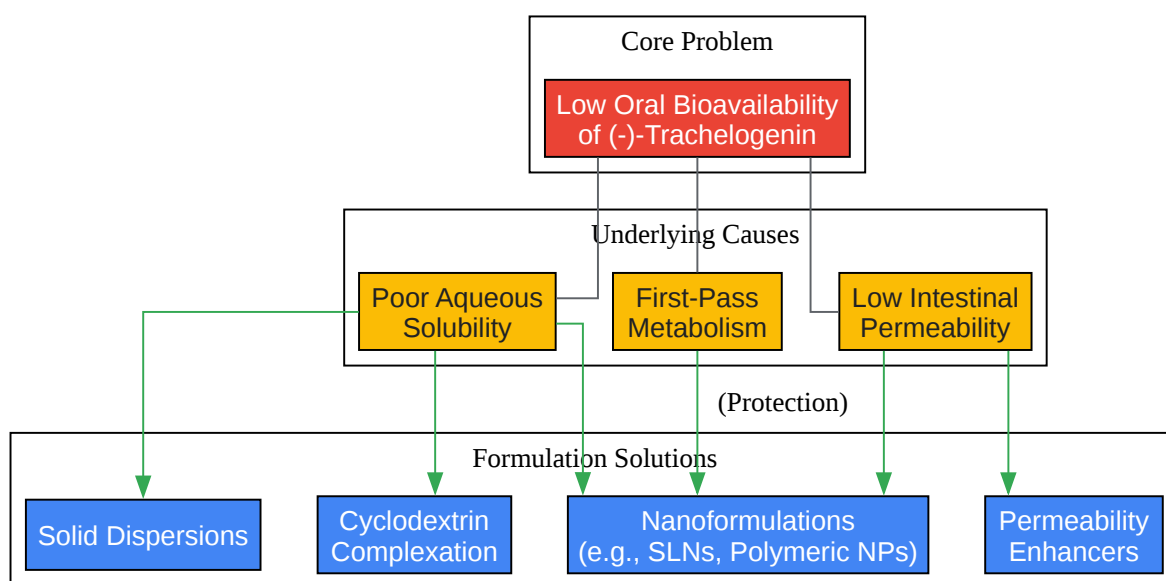 Core Problem
Low Oral Bioavailability
of (-)-Trachelogenin
Underlying Causes
Poor Aqueous
Solubility
First-Pass
Metabolism
Low Intestinal
Permeability
(Protection)
Formulation Solutions
Solid Dispersions
Cyclodextrin
Complexation
Nanoformulations
(e.g., SLNs, Polymeric NPs)
Permeability
Enhancers